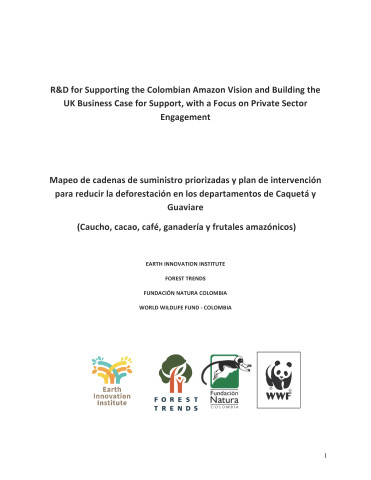 R&D for Supporting the Colombian Amazon Vision and Building the
UK Business Case for Support, with a Focus on Private Sector
Engagement
Mapeo de cadenas de suministro priorizadas y plan de intervención
para reducir la deforestación en los departamentos de Caquetá y
Guaviare
(Caucho, cacao, café, ganadería y frutales amazónicos)
EARTH INNOVATION INSTITUTE
FOREST TRENDS
FUNDACIÓN NATURA COLOMBIA
WORLD WILDLIFE FUND - COLOMBIA
Earth
Innovation
Institute
FOREST
TRENDS
Fundación
Natura
COLOMBIA
WWF
I